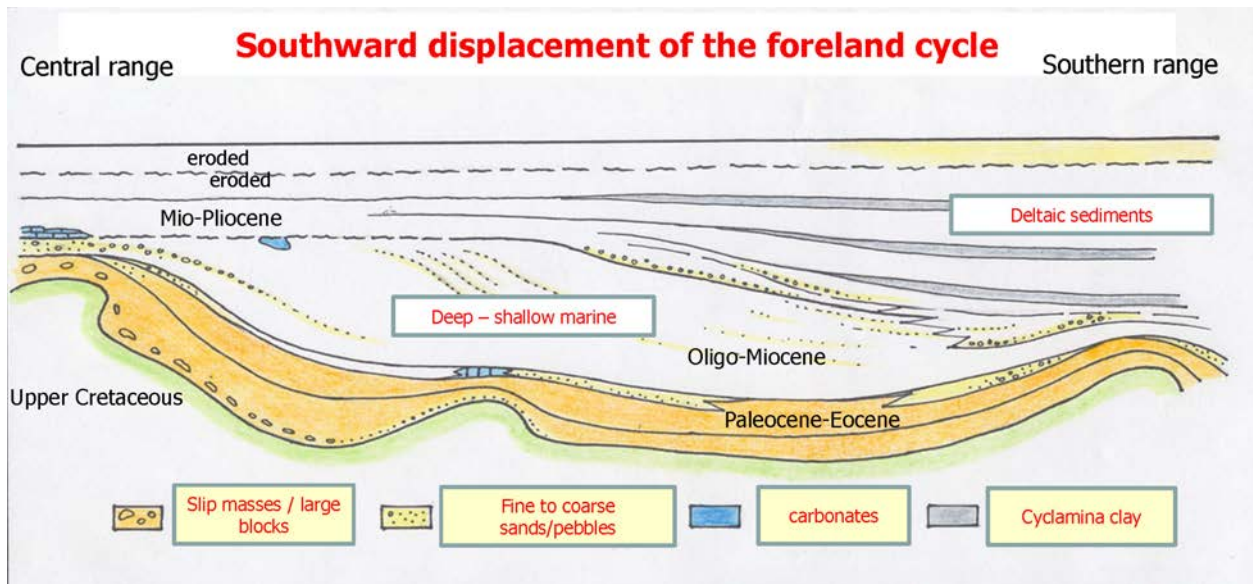 Southward displacement of the foreland cycle
Central range
Southern range
eroded
eroded
Mio-Pliocene
Deltaic sediments
Deep – shallow marine
Oligo-Miocene
Upper Cretaceous
Paleocene-Eocene
Slip masses / large
blocks
Fine to coarse
sands/pebbles
carbonates
Cyclamina clay